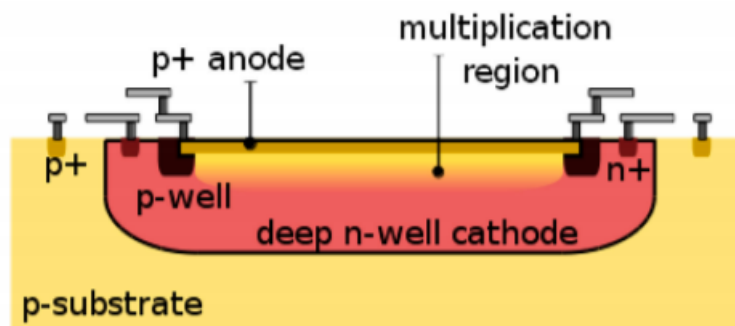 multiplication
region
p+ anode
p+
n+
p-well
deep n-well cathode
p-substrate